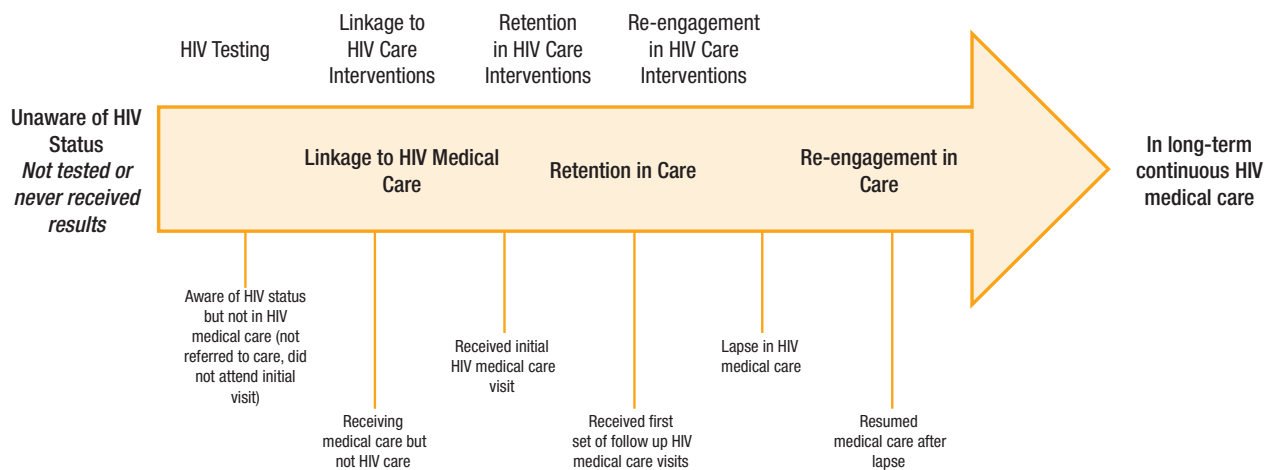 HIV Testing
Linkage to
HIV Care
Interventions
Retention
in HIV Care
Interventions
Re-engagement
in HIV Care
Interventions
Unaware of HIV
Status
Not tested or
never received
results
Linkage to HIV Medical
Care
Retention in Care
Re-engagement in
Care
In long-term
continuous HIV
medical care
Aware of HIV status
but not in HIV
medical care (not
referred to care, did
not attend initial
visit)
Receiving
medical care but
not HIV care
Received initial
HIV medical care
visit
Received first
set of follow up HIV
medical care visits
Lapse in HIV
medical care
Resumed
medical care after
lapse